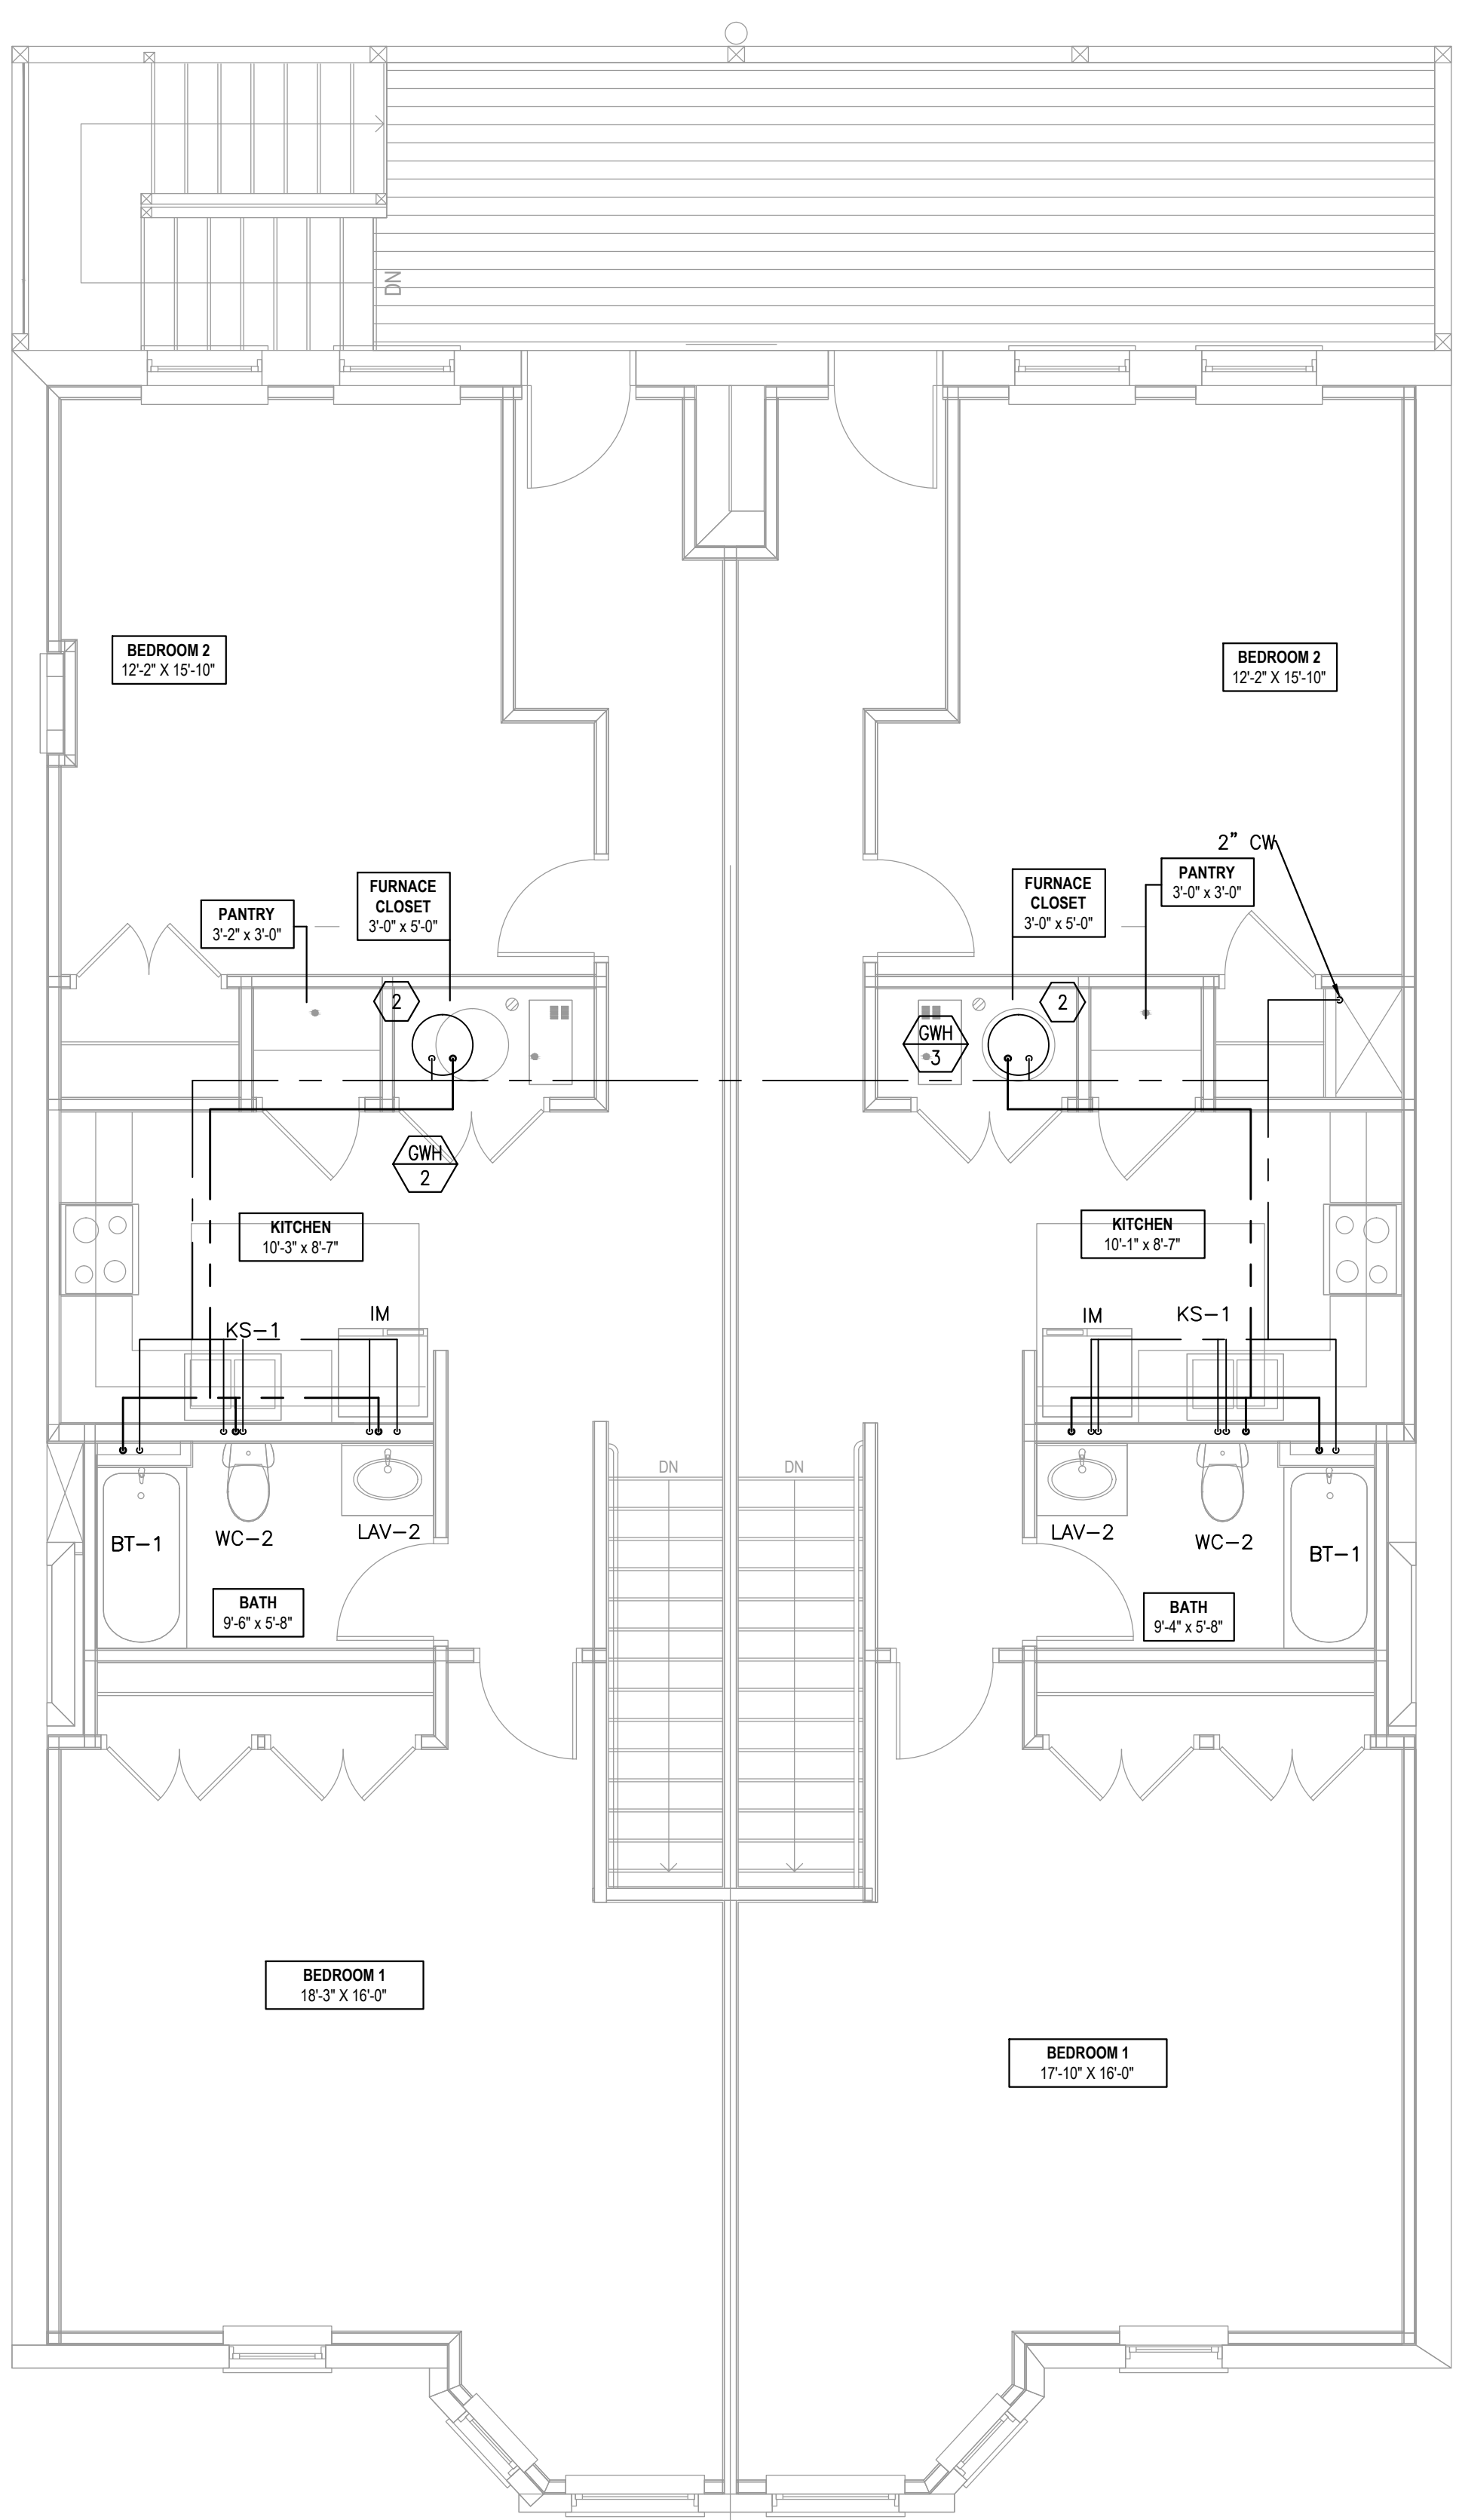 DN
BEDROOM 2
12'-2" X 15'-10"
BEDROOM 2
12'-2" X 15'-10"
2" CW
PANTRY
3'-2" x 3'-0"
FURNACE
CLOSET
3'-0" x 5'-0"
FURNACE
CLOSET
3'-0" x 5'-0"
PANTRY
3'-0" x 3'-0"
2
2
GWH
3
GWH
2
KITCHEN
10'-3" x 8'-7"
KITCHEN
10'-1" x 8'-7"
KS-1
IM
IM
KS-1
DN
DN
BT-1
WC-2
LAV-2
LAV-2
WC-2
BT-1
BATH
9'-6" x 5'-8"
BATH
9'-4" x 5'-8"
BEDROOM 1
18'-3" X 16'-0"
BEDROOM 1
17'-10" X 16'-0"